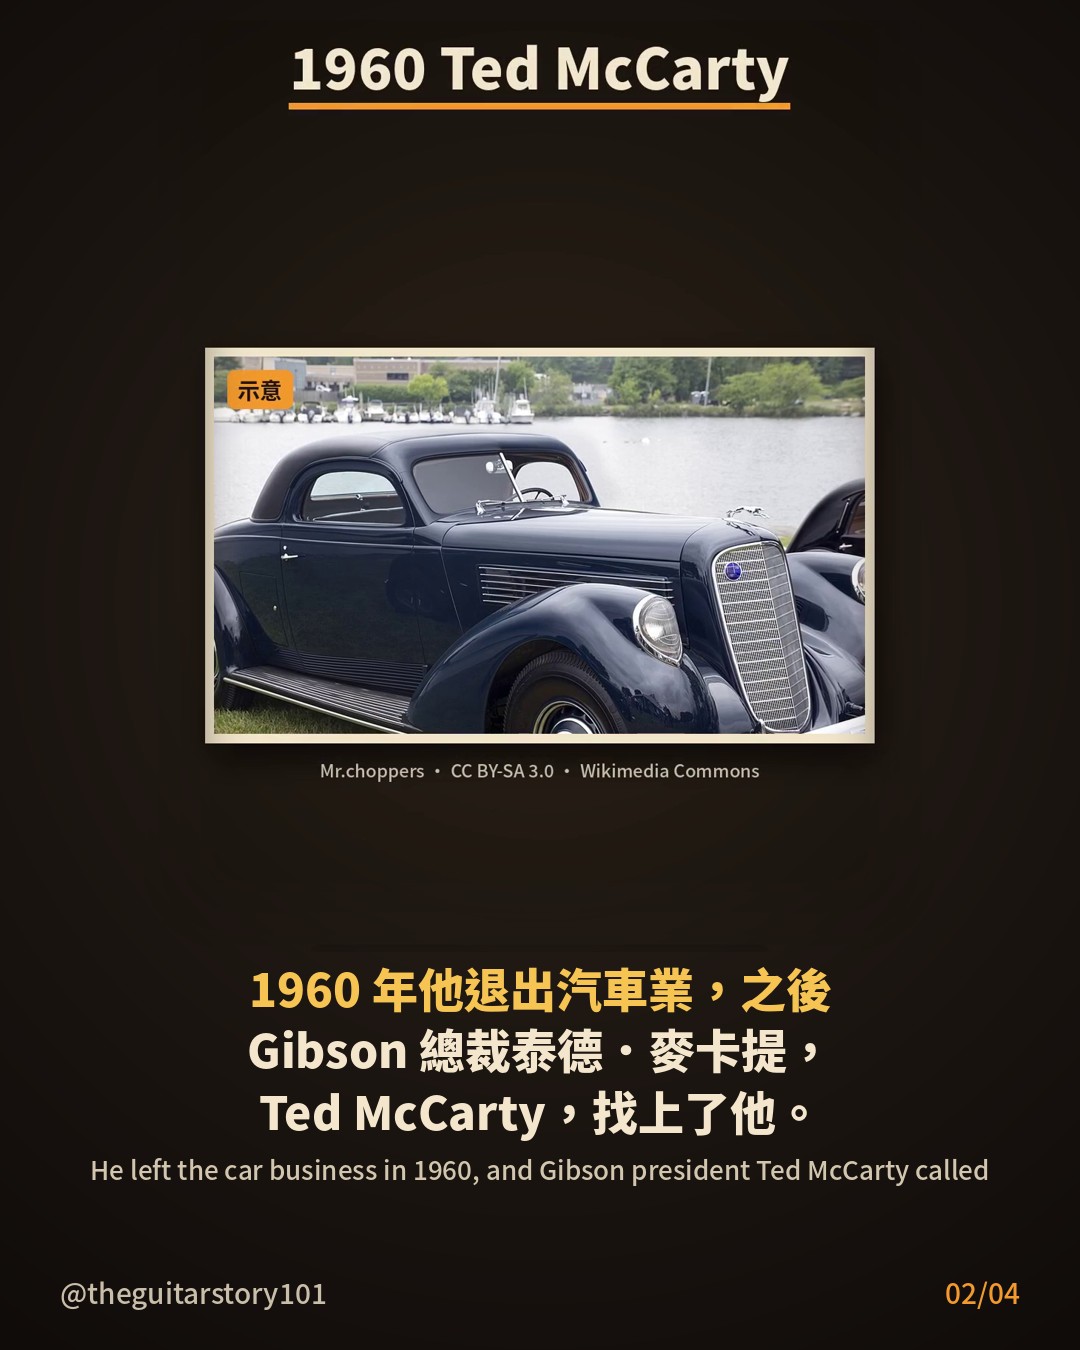 1960 Ted McCarty
示意
Mr.choppers · CC BY-SA 3.0 · Wikimedia Commons
1960 年他退出汽車業，之後
Gibson 總裁泰德．麥卡提，
Ted McCarty，找上了他。
He left the car business in 1960, and Gibson president Ted McCarty called
@theguitarstory101
02/04